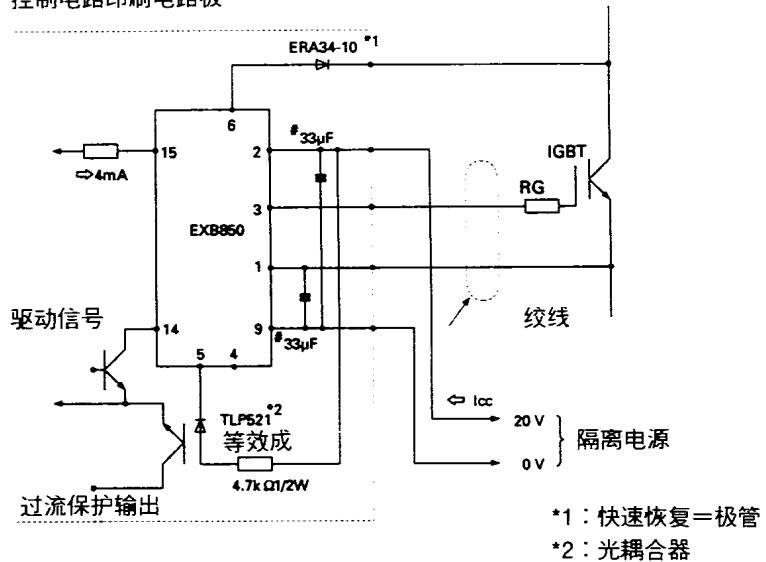 控制电路印刷电路板
ERA34-10 *1
6
15
2
#33μF
IGBT
⇨4mA
RG
3
EXB850
1
驱动信号
绞线
14
9
#33μF
5
4
⇦ Icc
TLP521*2
等效成
20 V
隔离电源
0 V
4.7k Ω1/2W
过流保护输出
*1：快速恢复＝极管
*2：光耦合器